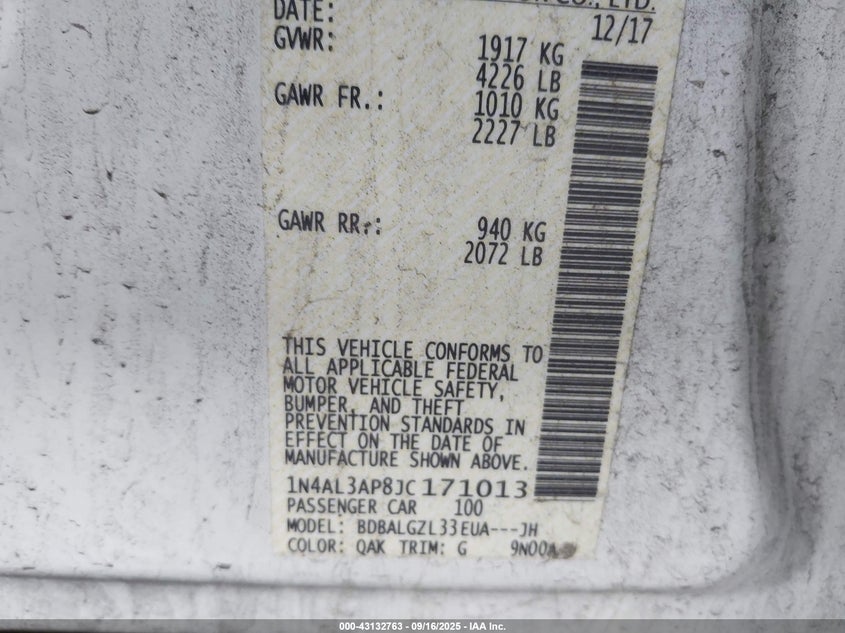 CO., LTD.
DATE: 12/17
GVWR: 1917 KG
4226 LB
GAWR FR.: 1010 KG
2227 LB
GAWR RR.: 940 KG
2072 LB
THIS VEHICLE CONFORMS TO
ALL APPLICABLE FEDERAL
MOTOR VEHICLE SAFETY,
BUMPER, AND THEFT
PREVENTION STANDARDS IN
EFFECT ON THE DATE OF
MANUFACTURE SHOWN ABOVE.
1N4AL3AP8JC171013
PASSENGER CAR 100
MODEL: BDBALGZL33EUA---JH
COLOR: QAK TRIM: G 9N00A
000-43132763 - 09/16/2025 - IAA Inc.